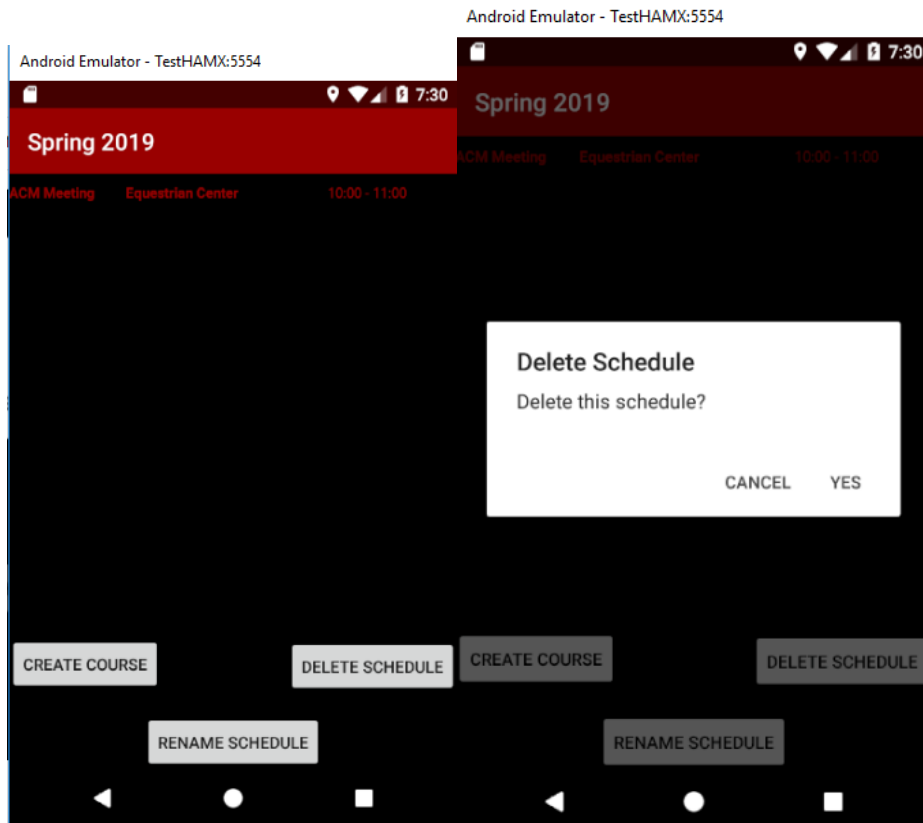 Android Emulator - TestHAMX:5554
7:30
Spring 2019
ACM Meeting Equestrian Center 10:00 - 11:00
CREATE COURSE DELETE SCHEDULE
RENAME SCHEDULE
Android Emulator - TestHAMX:5554
7:30
Spring 2019
ACM Meeting Equestrian Center 10:00 - 11:00
Delete Schedule
Delete this schedule?
CANCEL YES
CREATE COURSE DELETE SCHEDULE
RENAME SCHEDULE